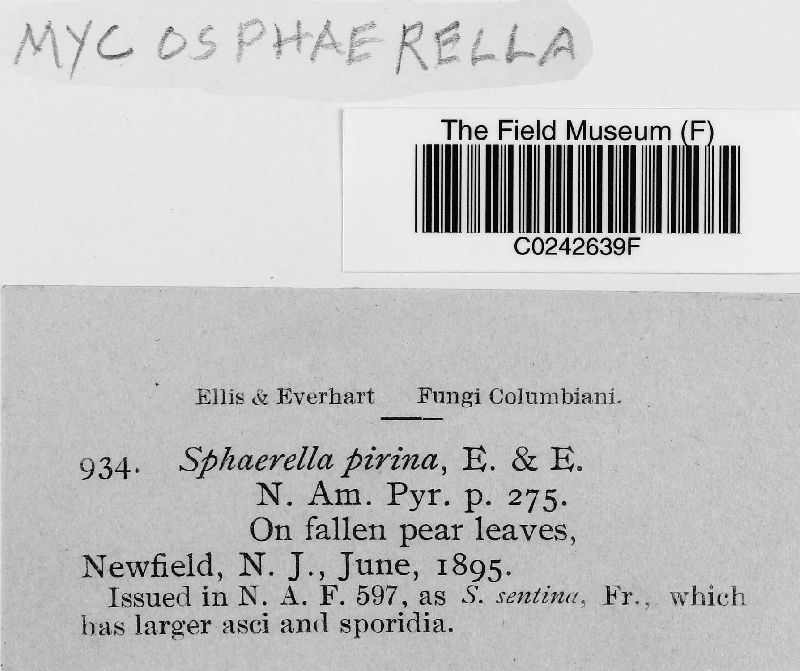 MYCOSPHAERELLA
The Field Museum (F)
C0242639F
Ellis & Everhart Fungi Columbiani.
934. Sphaerella pirina, E. & E.
N. Am. Pyr. p. 275.
On fallen pear leaves,
Newfield, N. J., June, 1895.
Issued in N. A. F. 597, as S. sentina, Fr., which
has larger asci and sporidia.